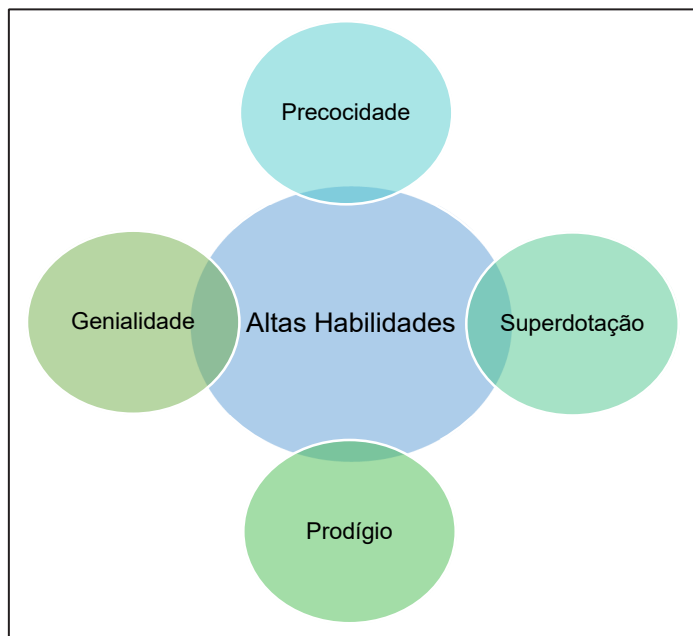 Precocidade
Genialidade
Altas Habilidades
Superdotação
Prodígio